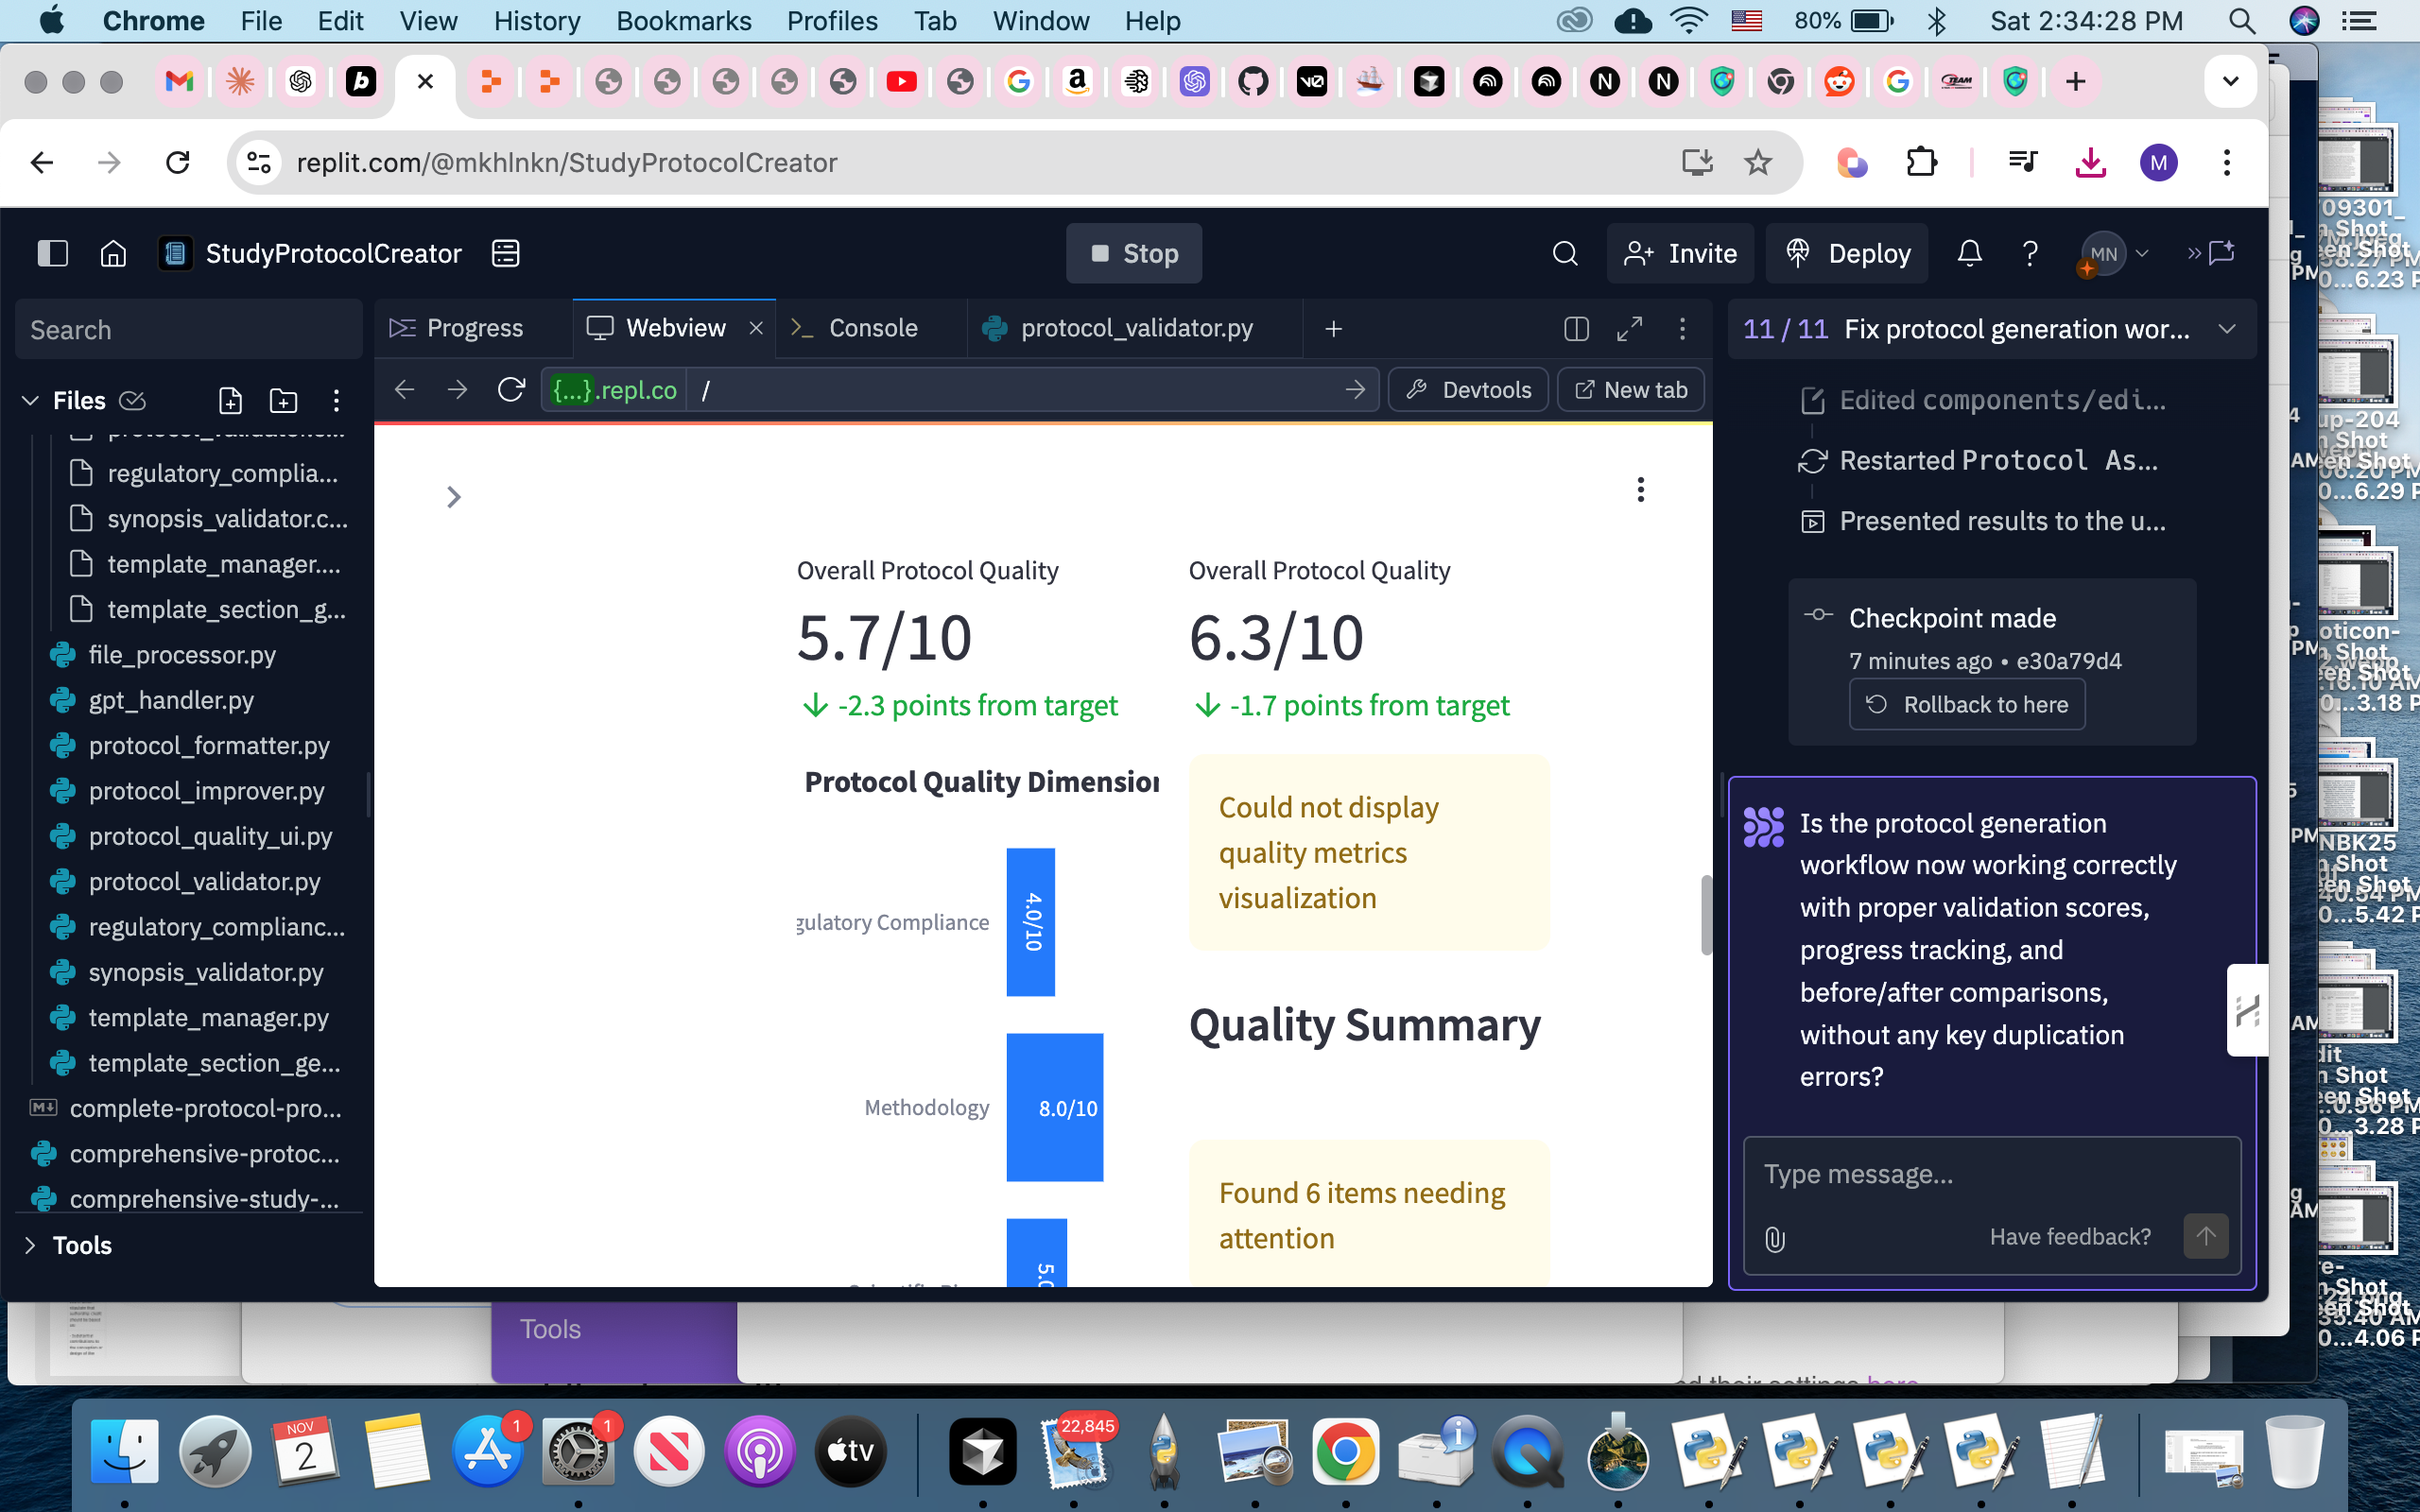 Chrome File Edit View History Bookmarks Profiles Tab Window Help
80% Sat 2:34:28 PM
replit.com/@mkhlnkn/StudyProtocolCreator
M
StudyProtocolCreator
Stop
Invite
Deploy
MN
Search
Files
regulatory_complia...
synopsis_validator.c...
template_manager....
template_section_g...
file_processor.py
gpt_handler.py
protocol_formatter.py
protocol_improver.py
protocol_quality_ui.py
protocol_validator.py
regulatory_complianc...
synopsis_validator.py
template_manager.py
template_section_ge...
complete-protocol-pro...
comprehensive-protoc...
comprehensive-study-...
Tools
Progress
Webview
Console
protocol_validator.py
{...}.repl.co /
Devtools
New tab
Overall Protocol Quality
5.7/10
-2.3 points from target
Protocol Quality Dimension
gulatory Compliance
4.0/10
Methodology
8.0/10
Overall Protocol Quality
6.3/10
-1.7 points from target
Could not display
quality metrics
visualization
Quality Summary
Found 6 items needing
attention
11 / 11 Fix protocol generation wor...
Edited components/edi...
Restarted Protocol As...
Presented results to the u...
Checkpoint made
7 minutes ago • e30a79d4
Rollback to here
Is the protocol generation
workflow now working correctly
with proper validation scores,
progress tracking, and
before/after comparisons,
without any key duplication
errors?
Type message...
Have feedback?
Tools
NOV
2
1
1
tv
22,845